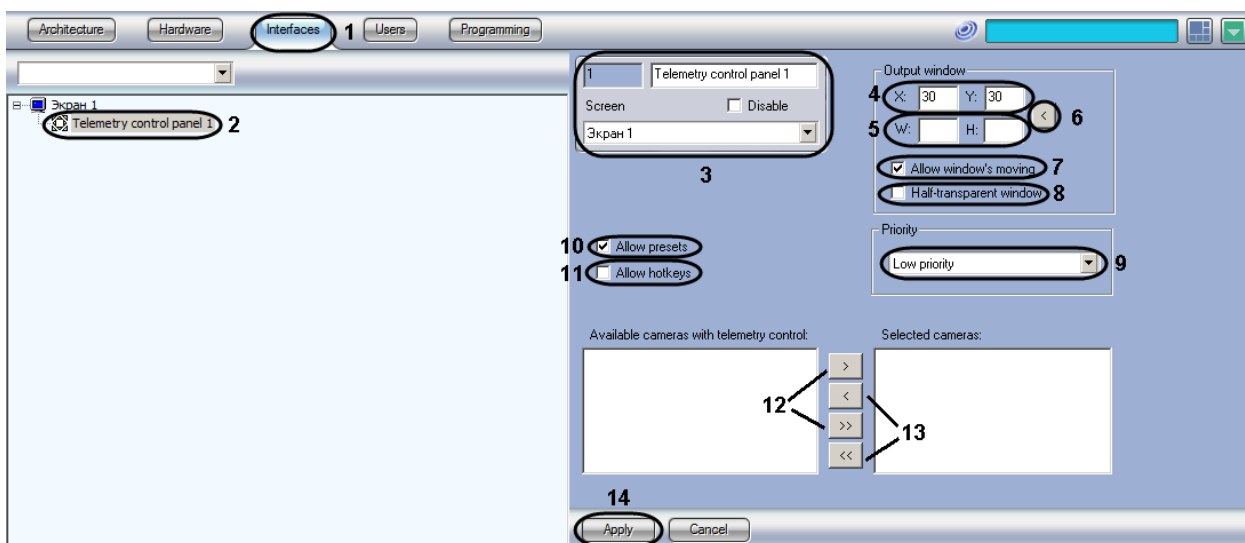 Architecture Hardware Interfaces 1 Users Programming
1 Telemetry control panel 1
Output window
4 X: 30 Y: 30
Экран 1
Screen Disable
6
Telemetry control panel 1 2
5 W: H: <
Экран 1
3
Allow window's moving 7
Half-transparent window 8
Priority
10 Allow presets
Low priority 9
11 Allow hotkeys
Available cameras with telemetry control: Selected cameras:
>
<
12
>>
13
<<
14
Apply Cancel